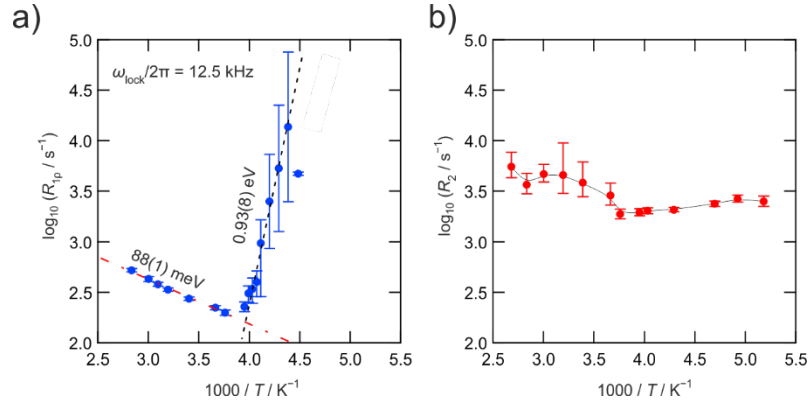 a)
5.0
4.5
4.0
3.5
3.0
2.5
2.0
log₁₀ (R₁ρ / s⁻¹)
ω_lock/2π = 12.5 kHz
0.93(8) eV
88(1) meV
2.5 3.0 3.5 4.0 4.5 5.0 5.5
1000 / T / K⁻¹
b)
5.0
4.5
4.0
3.5
3.0
2.5
2.0
log₁₀ (R₂ / s⁻¹)
2.5 3.0 3.5 4.0 4.5 5.0 5.5
1000 / T / K⁻¹